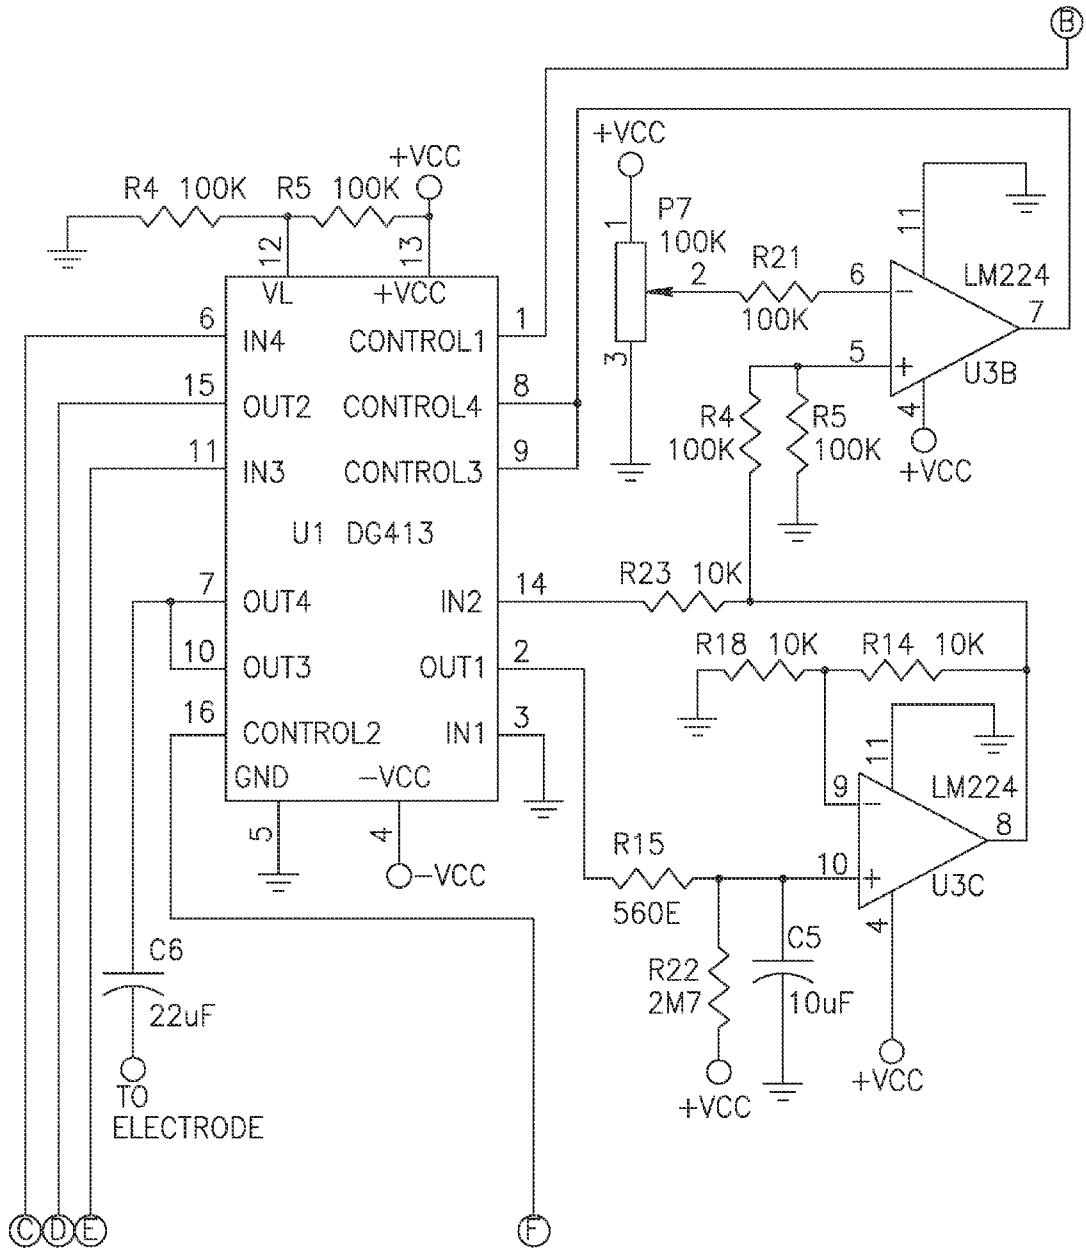 B
+VCC
+VCC
R4 100K R5 100K
P7
100K
1
2
3
R21
100K
6
5
11
LM224
7
U3B
4
+VCC
12
13
VL
+VCC
6
IN4
CONTROL1
1
15
OUT2
CONTROL4
8
11
IN3
CONTROL3
9
R4
100K
R5
100K
U1 DG413
7
OUT4
IN2
14
R23 10K
10
OUT3
OUT1
2
R18 10K R14 10K
16
CONTROL2
IN1
3
GND
-VCC
5
4
-VCC
11
LM224
9
8
10
U3C
4
+VCC
R15
560E
C5
10uF
R22
2M7
+VCC
C6
22uF
TO
ELECTRODE
C D E
F